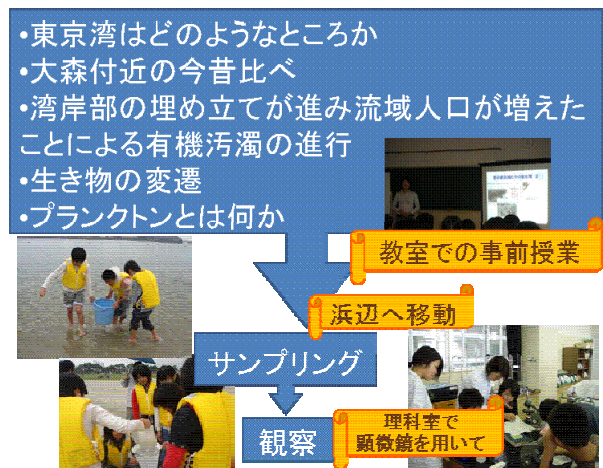 •東京湾はどのようなところか
•大森付近の今昔比べ
•湾岸部の埋め立てが進み流域人口が増えた
ことによる有機汚濁の進行
•生き物の変遷
•プランクトンとは何か
教室での事前授業
浜辺へ移動
サンプリング
観察
理科室で
顕微鏡を用いて